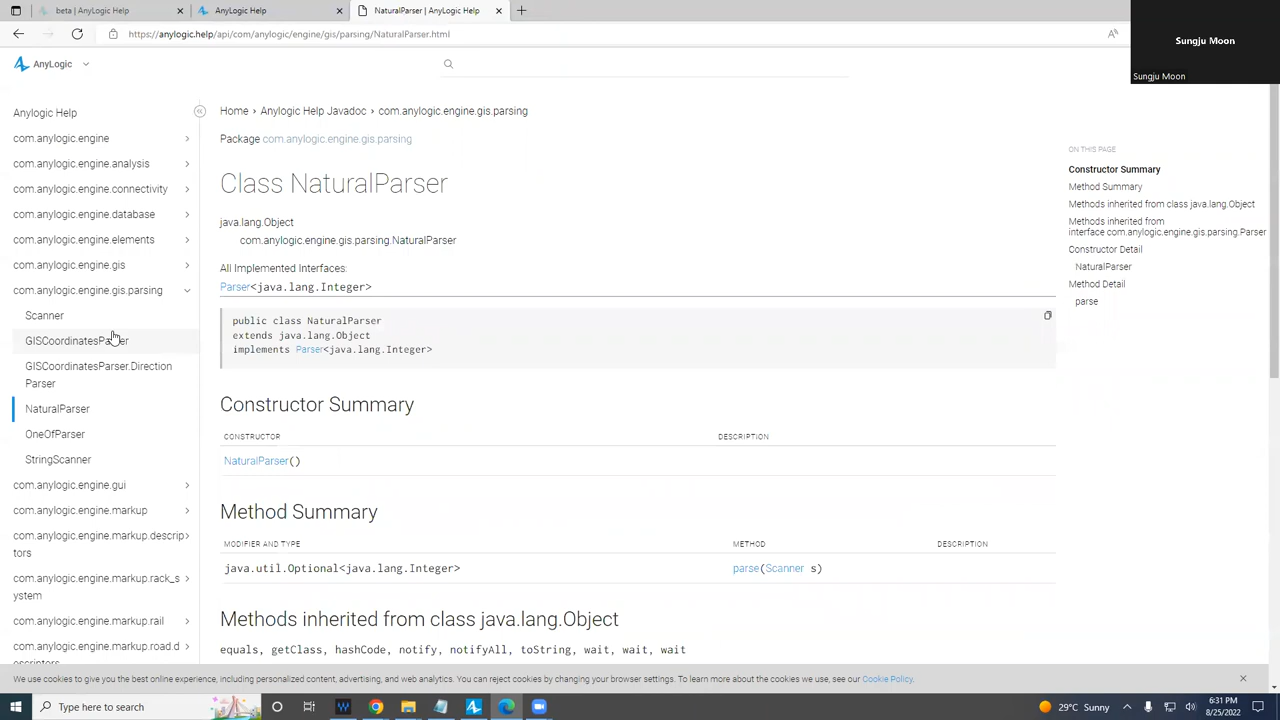 beta | AnyLogic Help
AnyLogic Help
NaturalParser | AnyLogic Help
https://anylogic.help/api/com/anylogic/engine/gis/parsing/NaturalParser.html
Sungju Moon
Sungju Moon
AnyLogic
Anylogic Help
com.anylogic.engine
com.anylogic.engine.analysis
com.anylogic.engine.connectivity
com.anylogic.engine.database
com.anylogic.engine.elements
com.anylogic.engine.gis
com.anylogic.engine.gis.parsing
Scanner
GISCoordinatesParser
GISCoordinatesParser.Direction
Parser
NaturalParser
OneOfParser
StringScanner
com.anylogic.engine.gui
com.anylogic.engine.markup
com.anylogic.engine.markup.descrip
tors
com.anylogic.engine.markup.rack_s
ystem
com.anylogic.engine.markup.rail
com.anylogic.engine.markup.road.d
escriptors
Home > Anylogic Help Javadoc > com.anylogic.engine.gis.parsing
Package com.anylogic.engine.gis.parsing
Class NaturalParser
java.lang.Object
com.anylogic.engine.gis.parsing.NaturalParser
All Implemented Interfaces:
Parser<java.lang.Integer>
public class NaturalParser
extends java.lang.Object
implements Parser<java.lang.Integer>
Constructor Summary
CONSTRUCTOR DESCRIPTION
NaturalParser()
Method Summary
MODIFIER AND TYPE METHOD DESCRIPTION
java.util.Optional<java.lang.Integer> parse(Scanner s)
Methods inherited from class java.lang.Object
equals, getClass, hashCode, notify, notifyAll, toString, wait, wait, wait
ON THIS PAGE
Constructor Summary
Method Summary
Methods inherited from class java.lang.Object
Methods inherited from
interface com.anylogic.engine.gis.parsing.Parser
Constructor Detail
NaturalParser
Method Detail
parse
We use cookies to give you the best online experience, including personalized content, advertising, and web analytics. You can reject cookies by changing your browser settings. To learn more about the cookies we use, see our Cookie Policy.
Type here to search
29°C Sunny
6:31 PM
8/25/2022